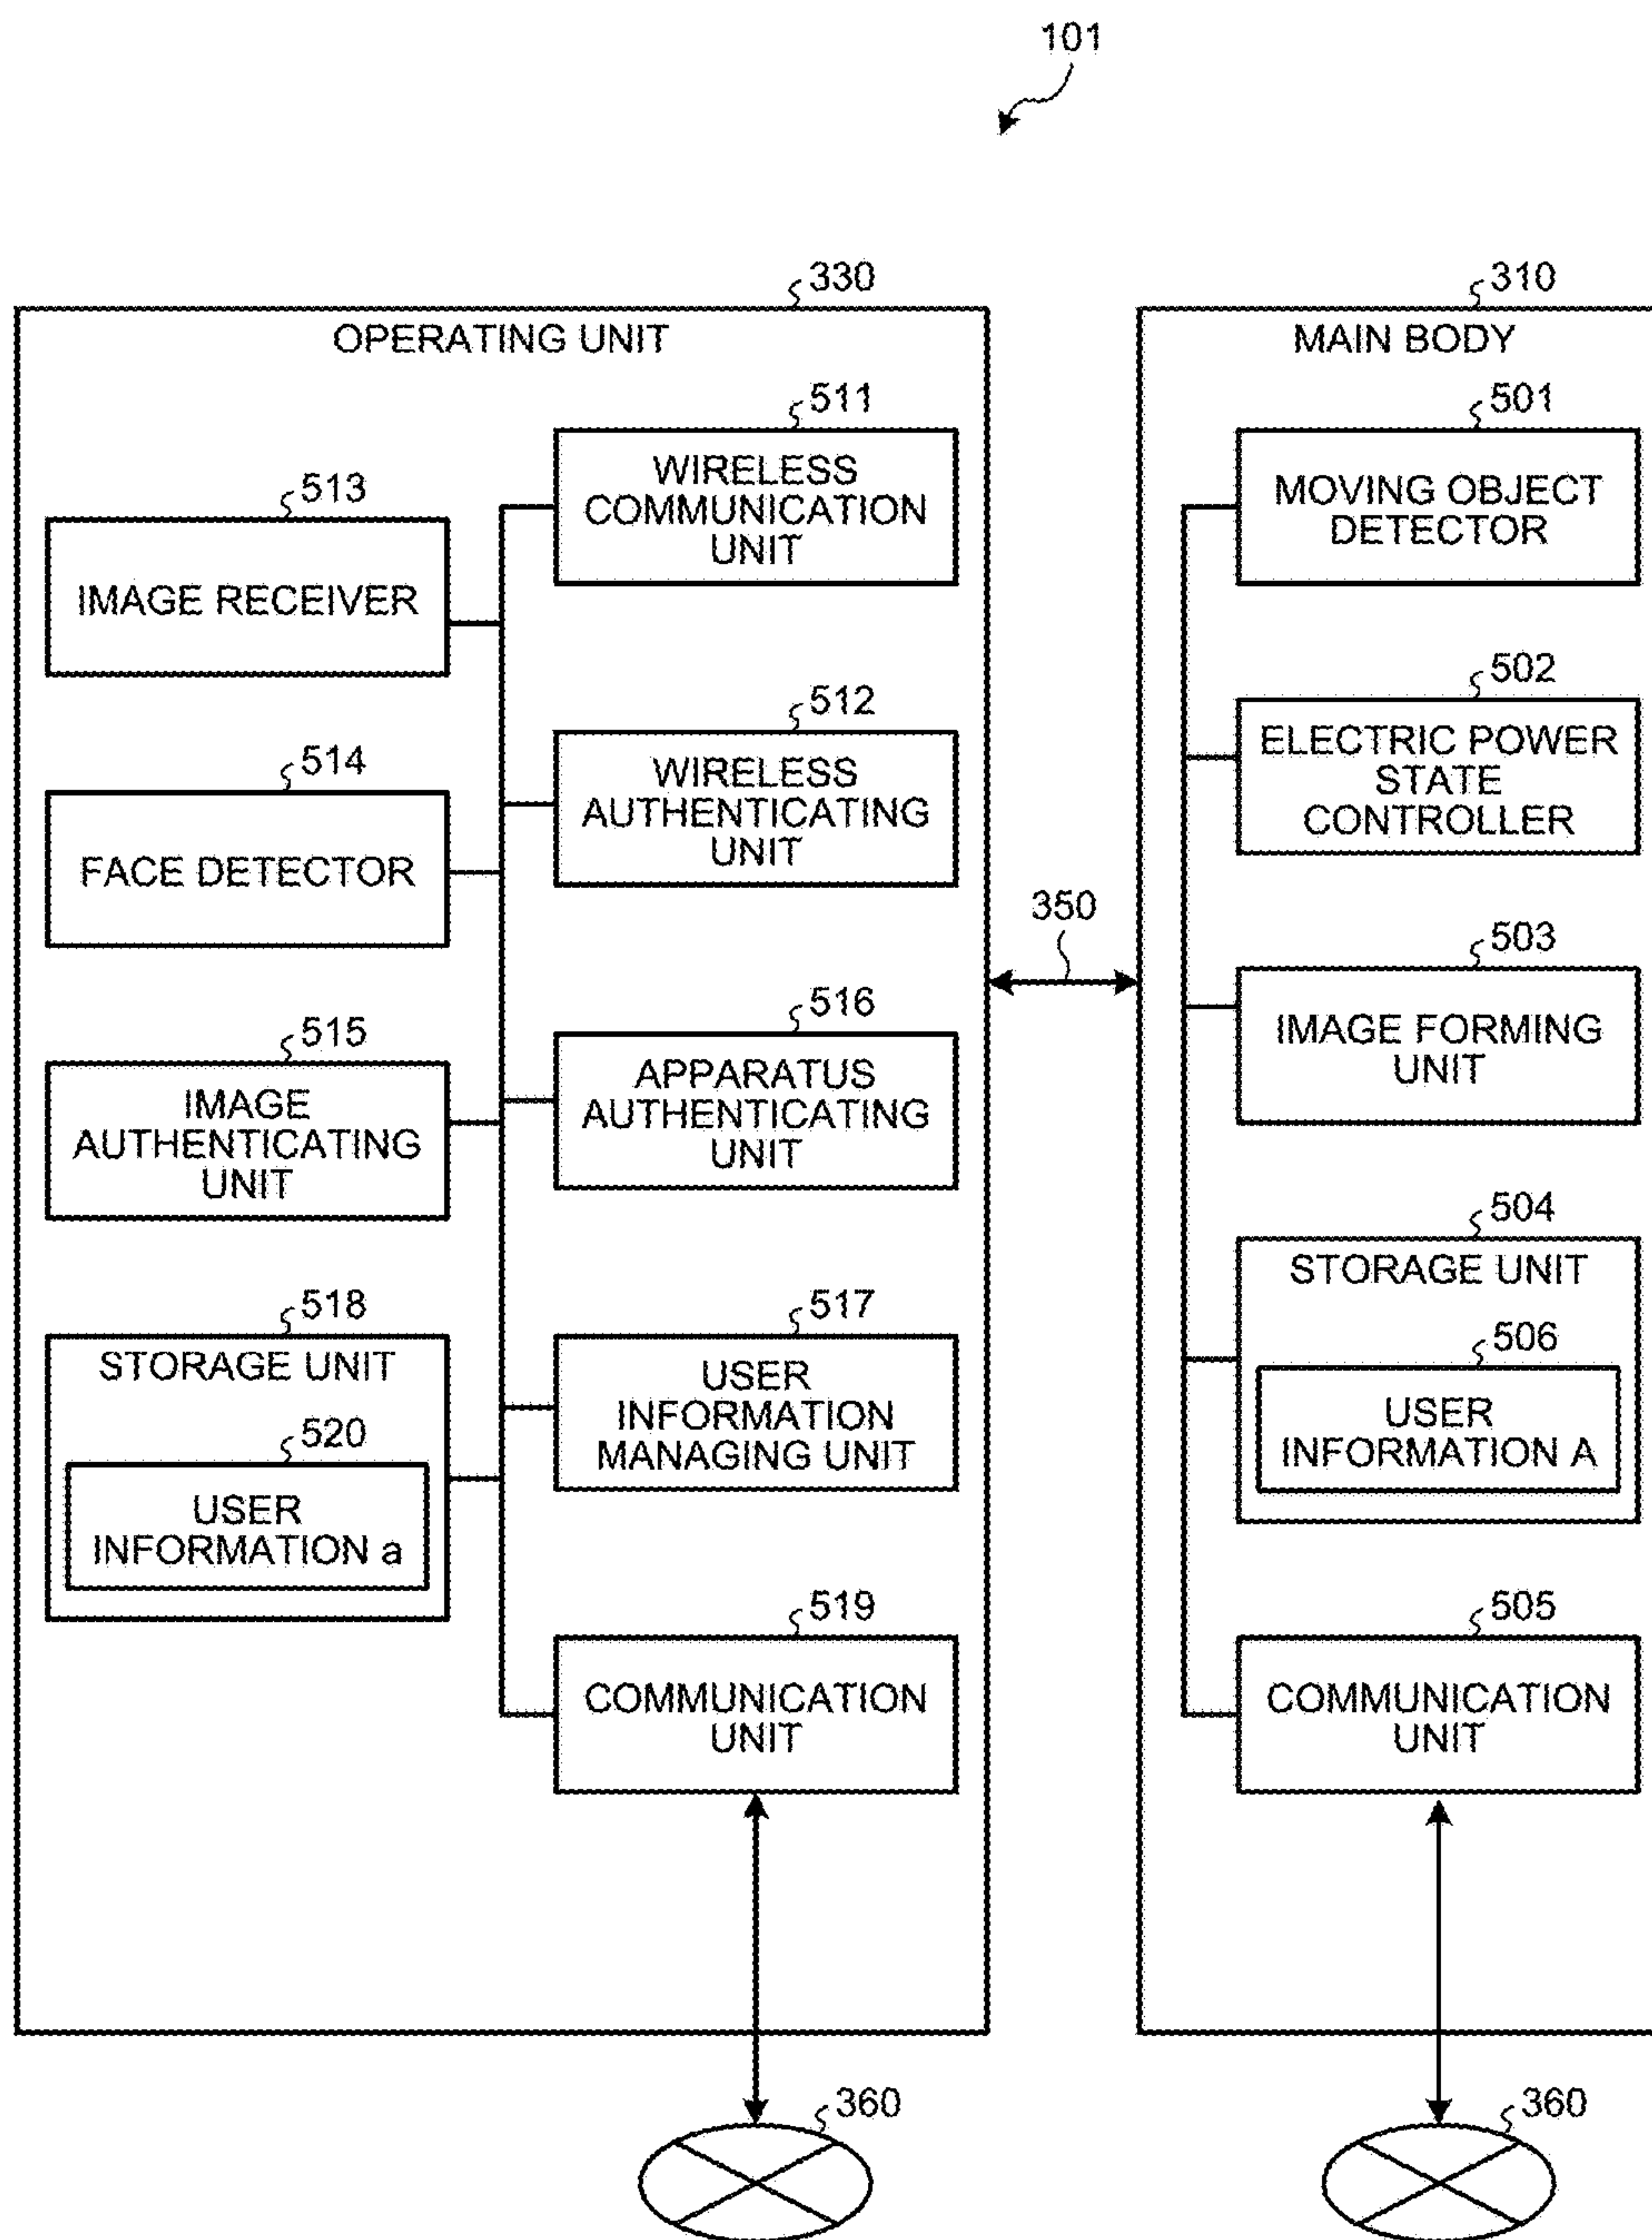 101
330
OPERATING UNIT
513
IMAGE RECEIVER
514
FACE DETECTOR
515
IMAGE
AUTHENTICATING
UNIT
518
STORAGE UNIT
520
USER
INFORMATION a
511
WIRELESS
COMMUNICATION
UNIT
512
WIRELESS
AUTHENTICATING
UNIT
516
APPARATUS
AUTHENTICATING
UNIT
517
USER
INFORMATION
MANAGING UNIT
519
COMMUNICATION
UNIT
360
350
310
MAIN BODY
501
MOVING OBJECT
DETECTOR
502
ELECTRIC POWER
STATE
CONTROLLER
503
IMAGE FORMING
UNIT
504
STORAGE UNIT
506
USER
INFORMATION A
505
COMMUNICATION
UNIT
360